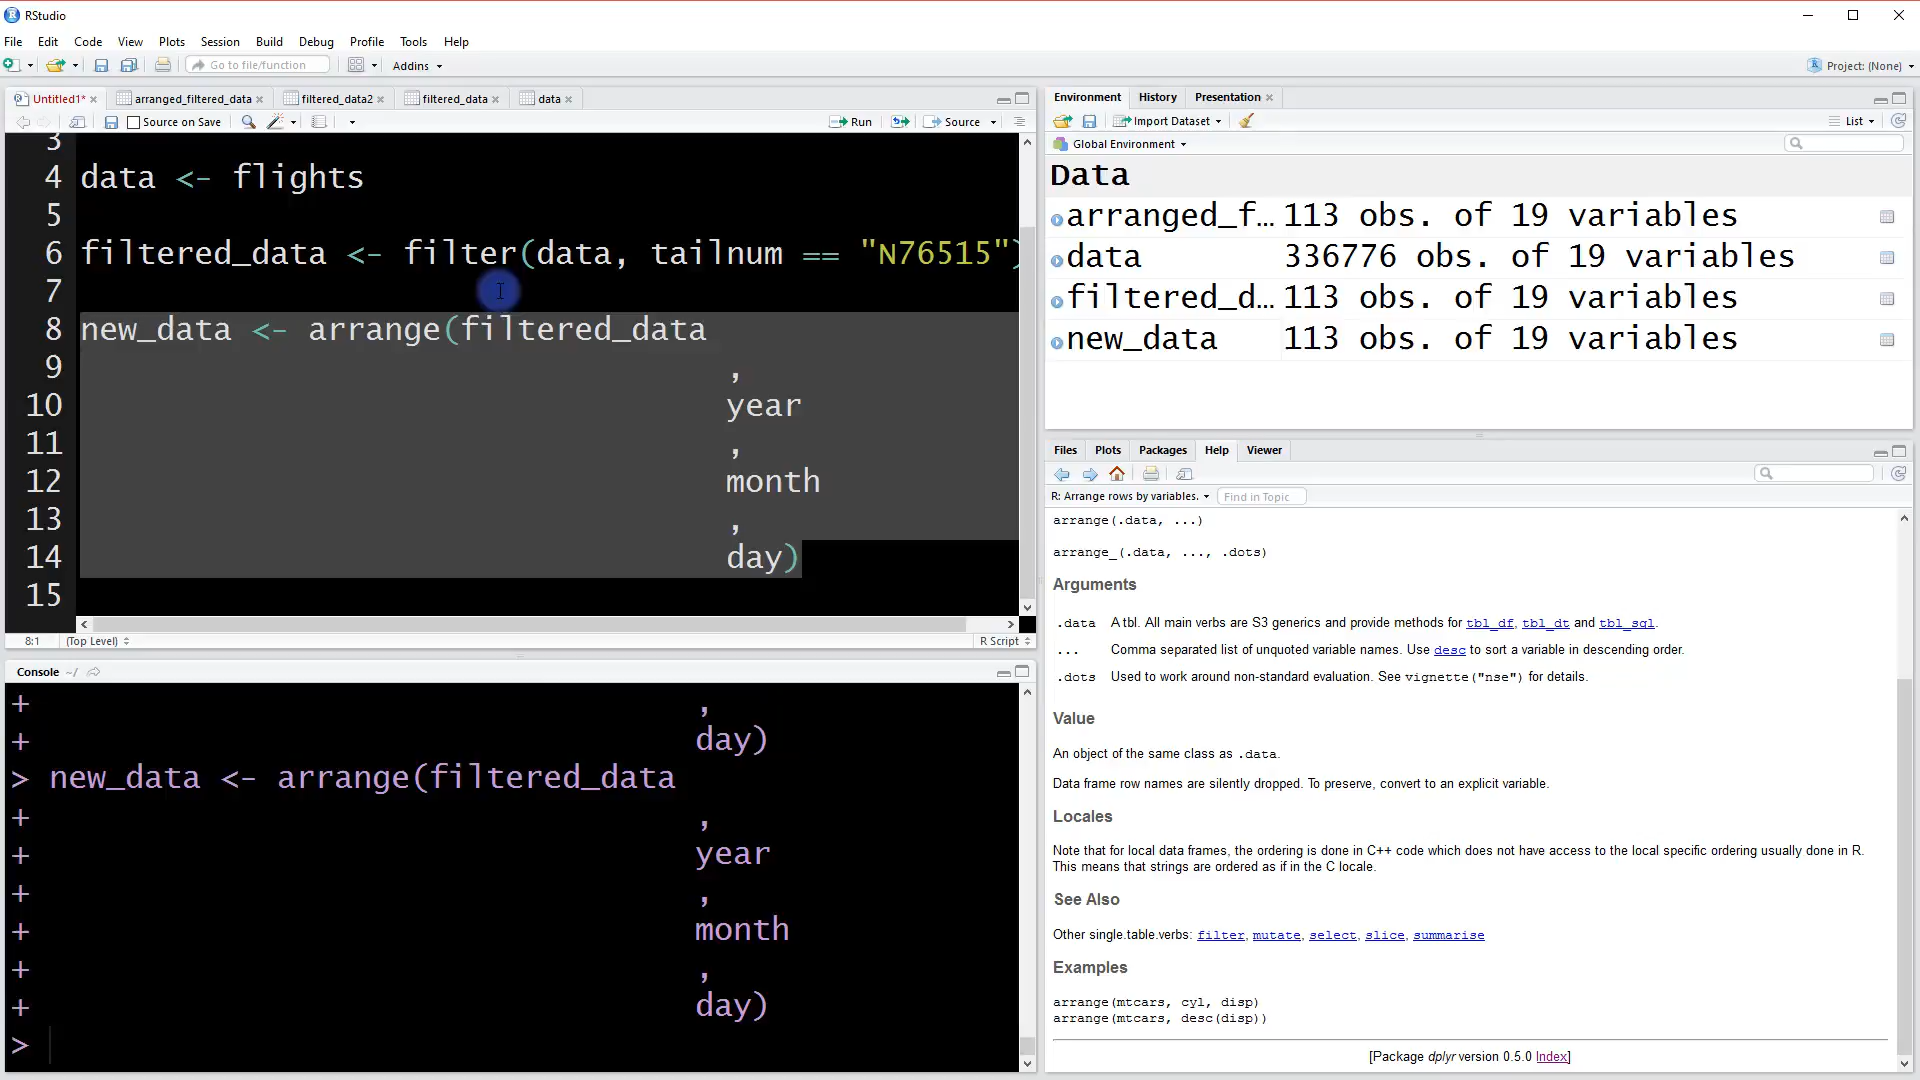 RStudio
File Edit Code View Plots Session Build Debug Profile Tools Help
Go to file/function Addins Project: (None)
Untitled1* arranged_filtered_data filtered_data2 filtered_data data
Source on Save Run Source
3
4 data <- flights
5
6 filtered_data <- filter(data, tailnum == "N76515")
7
8 new_data <- arrange(filtered_data
9 ,
10 year
11 ,
12 month
13 ,
14 day)
15
8:1 (Top Level) R Script
Console ~/
+ ,
+ day)
> new_data <- arrange(filtered_data
+ ,
+ year
+ ,
+ month
+ ,
+ day)
>
Environment History Presentation
Import Dataset List
Global Environment
Data
arranged_f… 113 obs. of 19 variables
data 336776 obs. of 19 variables
filtered_d… 113 obs. of 19 variables
new_data 113 obs. of 19 variables
Files Plots Packages Help Viewer
R: Arrange rows by variables. Find in Topic
arrange(.data, ...)
arrange_(.data, ..., .dots)
Arguments
.data A tbl. All main verbs are S3 generics and provide methods for tbl_df, tbl_dt and tbl_sql.
... Comma separated list of unquoted variable names. Use desc to sort a variable in descending order.
.dots Used to work around non-standard evaluation. See vignette("nse") for details.
Value
An object of the same class as .data.
Data frame row names are silently dropped. To preserve, convert to an explicit variable.
Locales
Note that for local data frames, the ordering is done in C++ code which does not have access to the local specific ordering usually done in R.
This means that strings are ordered as if in the C locale.
See Also
Other single.table.verbs: filter, mutate, select, slice, summarise
Examples
arrange(mtcars, cyl, disp)
arrange(mtcars, desc(disp))
[Package dplyr version 0.5.0 Index]